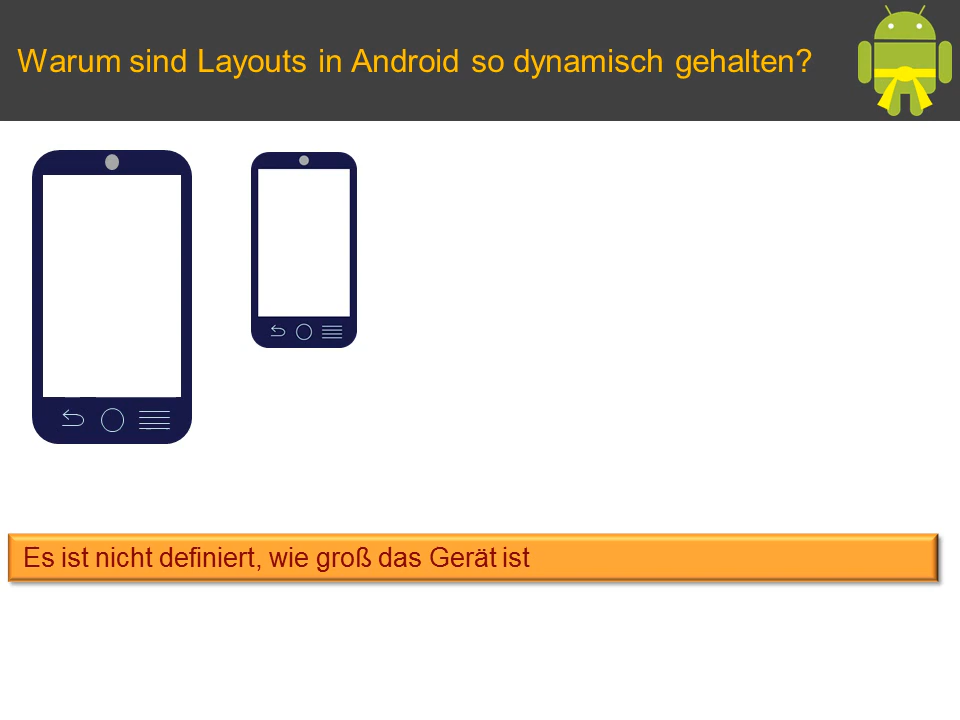 Warum sind Layouts in Android so dynamisch gehalten?
Es ist nicht definiert, wie groß das Gerät ist